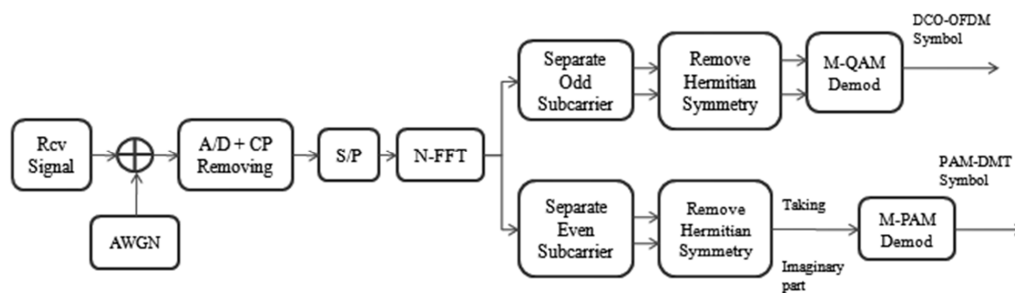 Rcv
Signal
AWGN
A/D + CP
Removing
S/P
N-FFT
Separate
Odd
Subcarrier
Remove
Hermitian
Symmetry
M-QAM
Demod
DCO-OFDM
Symbol
Separate
Even
Subcarrier
Remove
Hermitian
Symmetry
Taking
Imaginary
part
M-PAM
Demod
PAM-DMT
Symbol